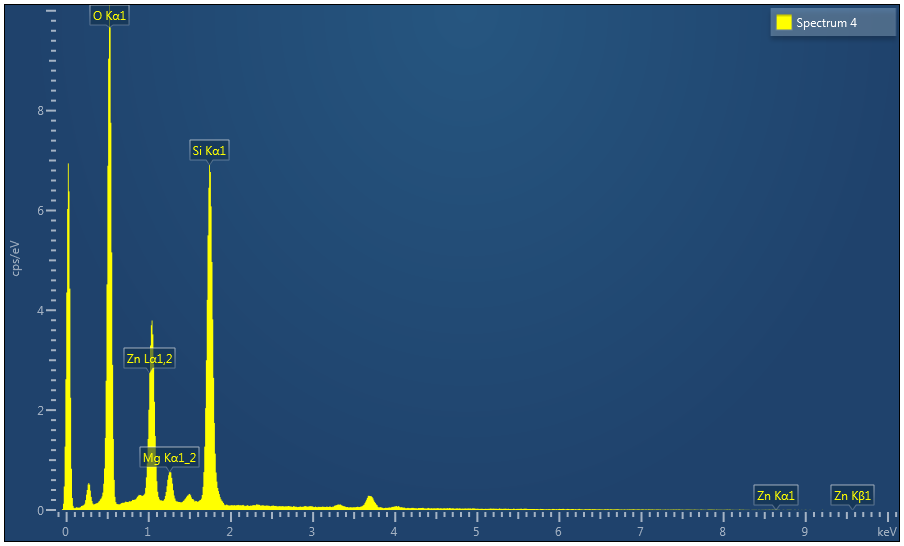 O Kα1
Spectrum 4
8
Si Kα1
6
cps/eV
4
Zn Lα1,2
2
Mg Kα1_2
Zn Kα1
Zn Kβ1
0
0 1 2 3 4 5 6 7 8 9 keV